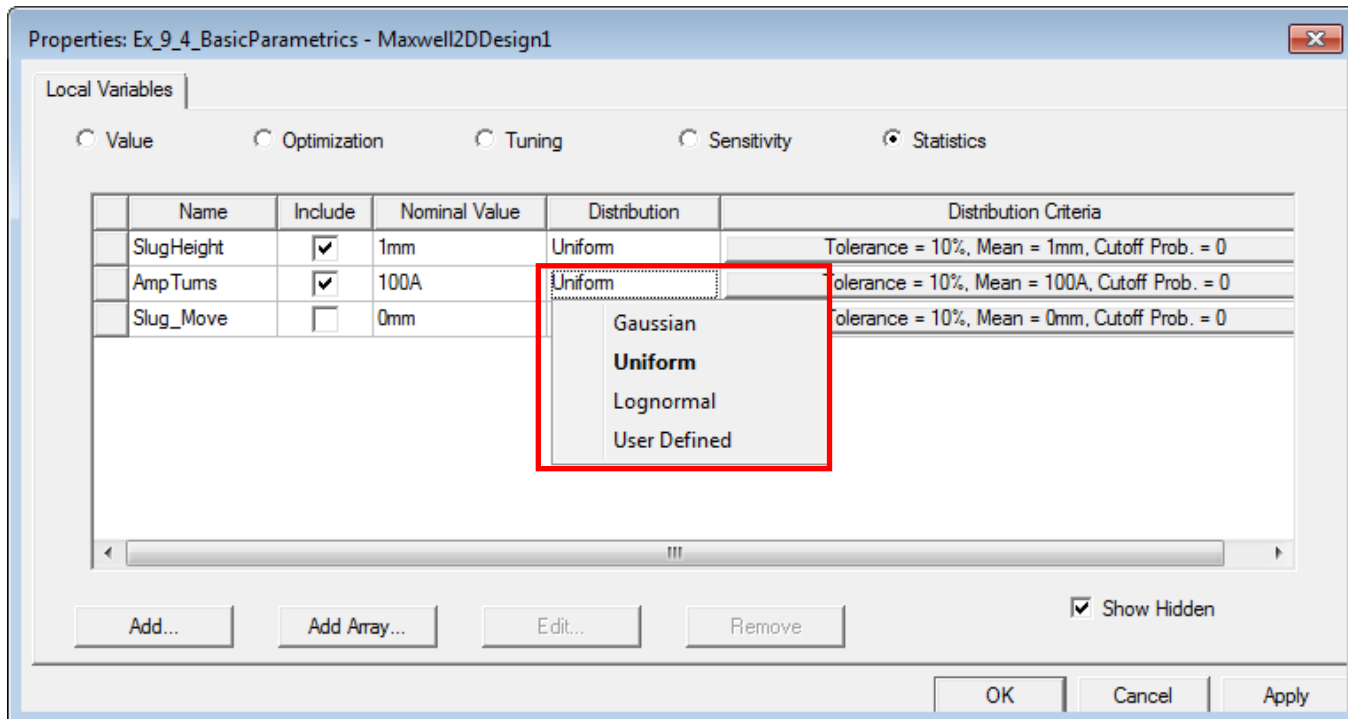 Properties: Ex_9_4_BasicParametrics - Maxwell2DDesign1
Local Variables
Value Optimization Tuning Sensitivity Statistics
Name Include Nominal Value Distribution Distribution Criteria
SlugHeight 1mm Uniform Tolerance = 10%, Mean = 1mm, Cutoff Prob. = 0
AmpTurns 100A Uniform Tolerance = 10%, Mean = 100A, Cutoff Prob. = 0
Slug_Move 0mm Tolerance = 10%, Mean = 0mm, Cutoff Prob. = 0
Gaussian
Uniform
Lognormal
User Defined
Show Hidden
Add... Add Array... Edit... Remove
OK Cancel Apply